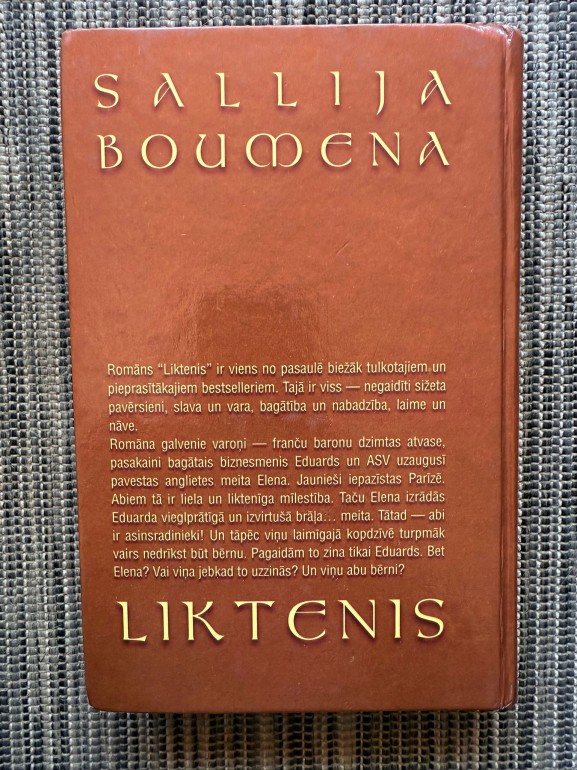 SALLIJA
BOUMENA
Romāns “Liktenis” ir viens no pasaulē biežāk tulkotajiem un
pieprasītākajiem bestselleriem. Tajā ir viss — negaidīti sižeta
pavērsieni, slava un vara, bagātība un nabadzība, laime un
nāve.
Romāna galvenie varoņi — franču baronu dzimtas atvase,
pasakaini bagātais biznesmenis Eduards un ASV uzaugusī
pavestas anglietes meita Elena. Jaunieši iepazīstas Parīzē.
Abiem tā ir liela un liktenīga mīlestība. Taču Elena izrādās
Eduarda vieglprātīgā un izvirtušā brāļa... meita. Tātad — abi
ir asinsradinieki! Un tāpēc viņu laimīgajā kopdzīvē turpmāk
vairs nedrīkst būt bērnu. Pagaidām to zina tikai Eduards. Bet
Elena? Vai viņa jebkad to uzzinās? Un viņu abu bērni?
LIKTENIS